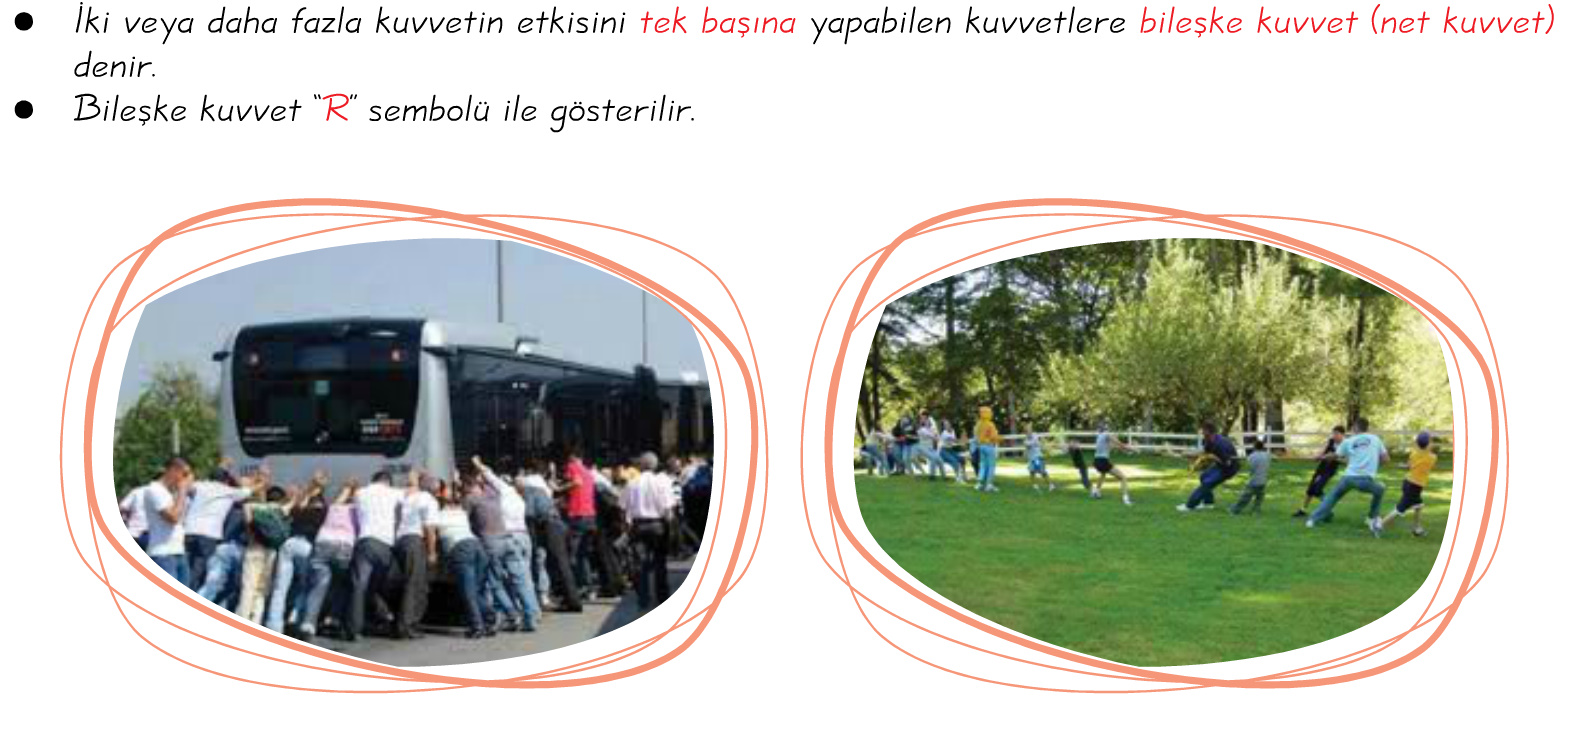 ● İki veya daha fazla kuvvetin etkisini tek başına yapabilen kuvvetlere bileşke kuvvet (net kuvvet)
denir.
● Bileşke kuvvet “R” sembolü ile gösterilir.